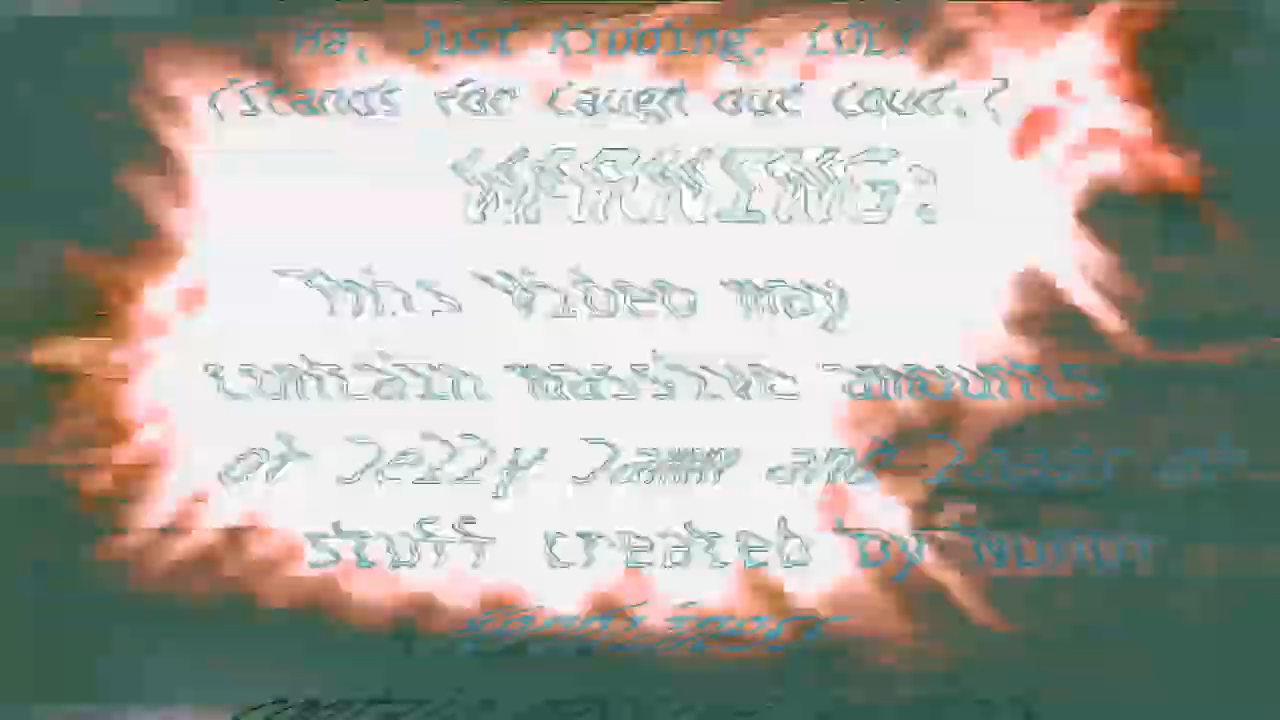 Ha, Just Kidding. LOL!
(Stands for Laugh out Loud.)
WARNING:
This Video may
contain massive amounts
of Jelly Jamm and
stuff created by